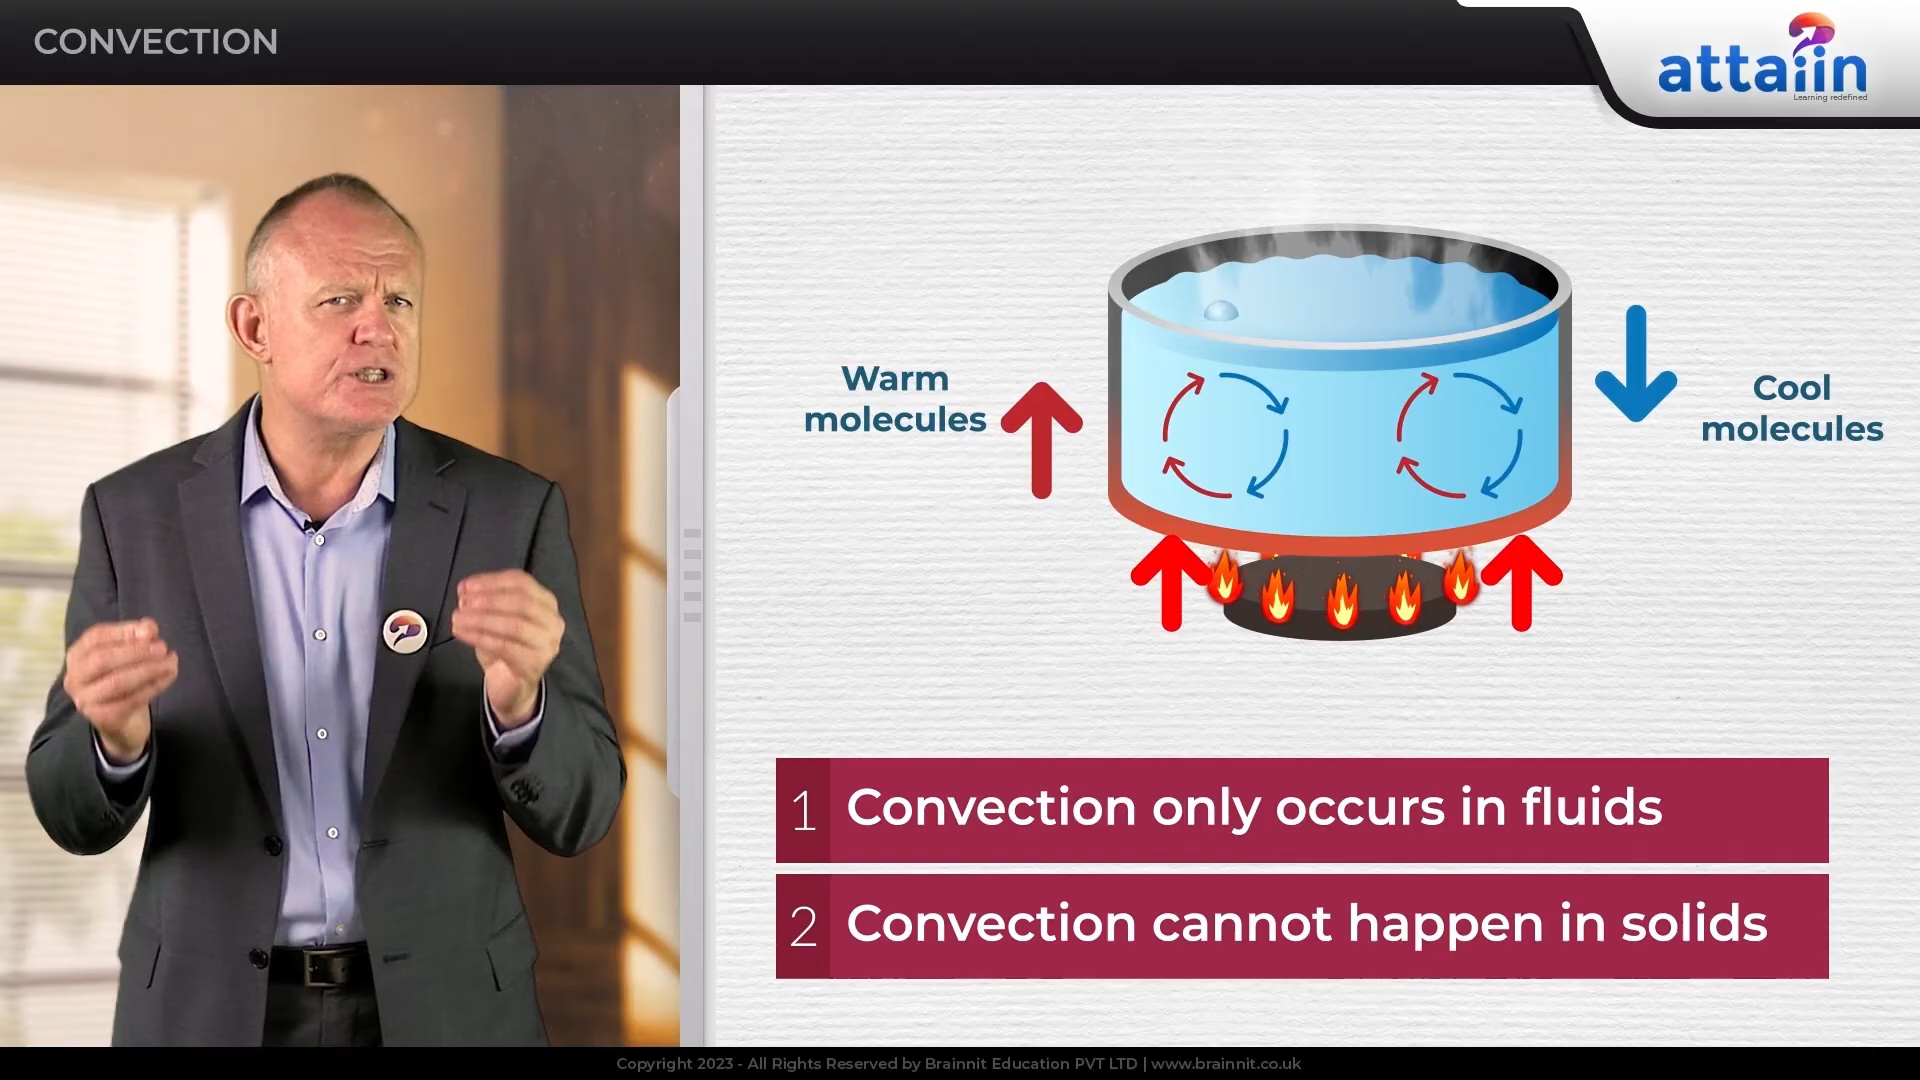 CONVECTION
attaiin
Learning redefined
Warm
molecules
Cool
molecules
1 Convection only occurs in fluids
2 Convection cannot happen in solids
Copyright 2023 - All Rights Reserved by Brainnit Education PVT LTD | www.brainnit.co.uk